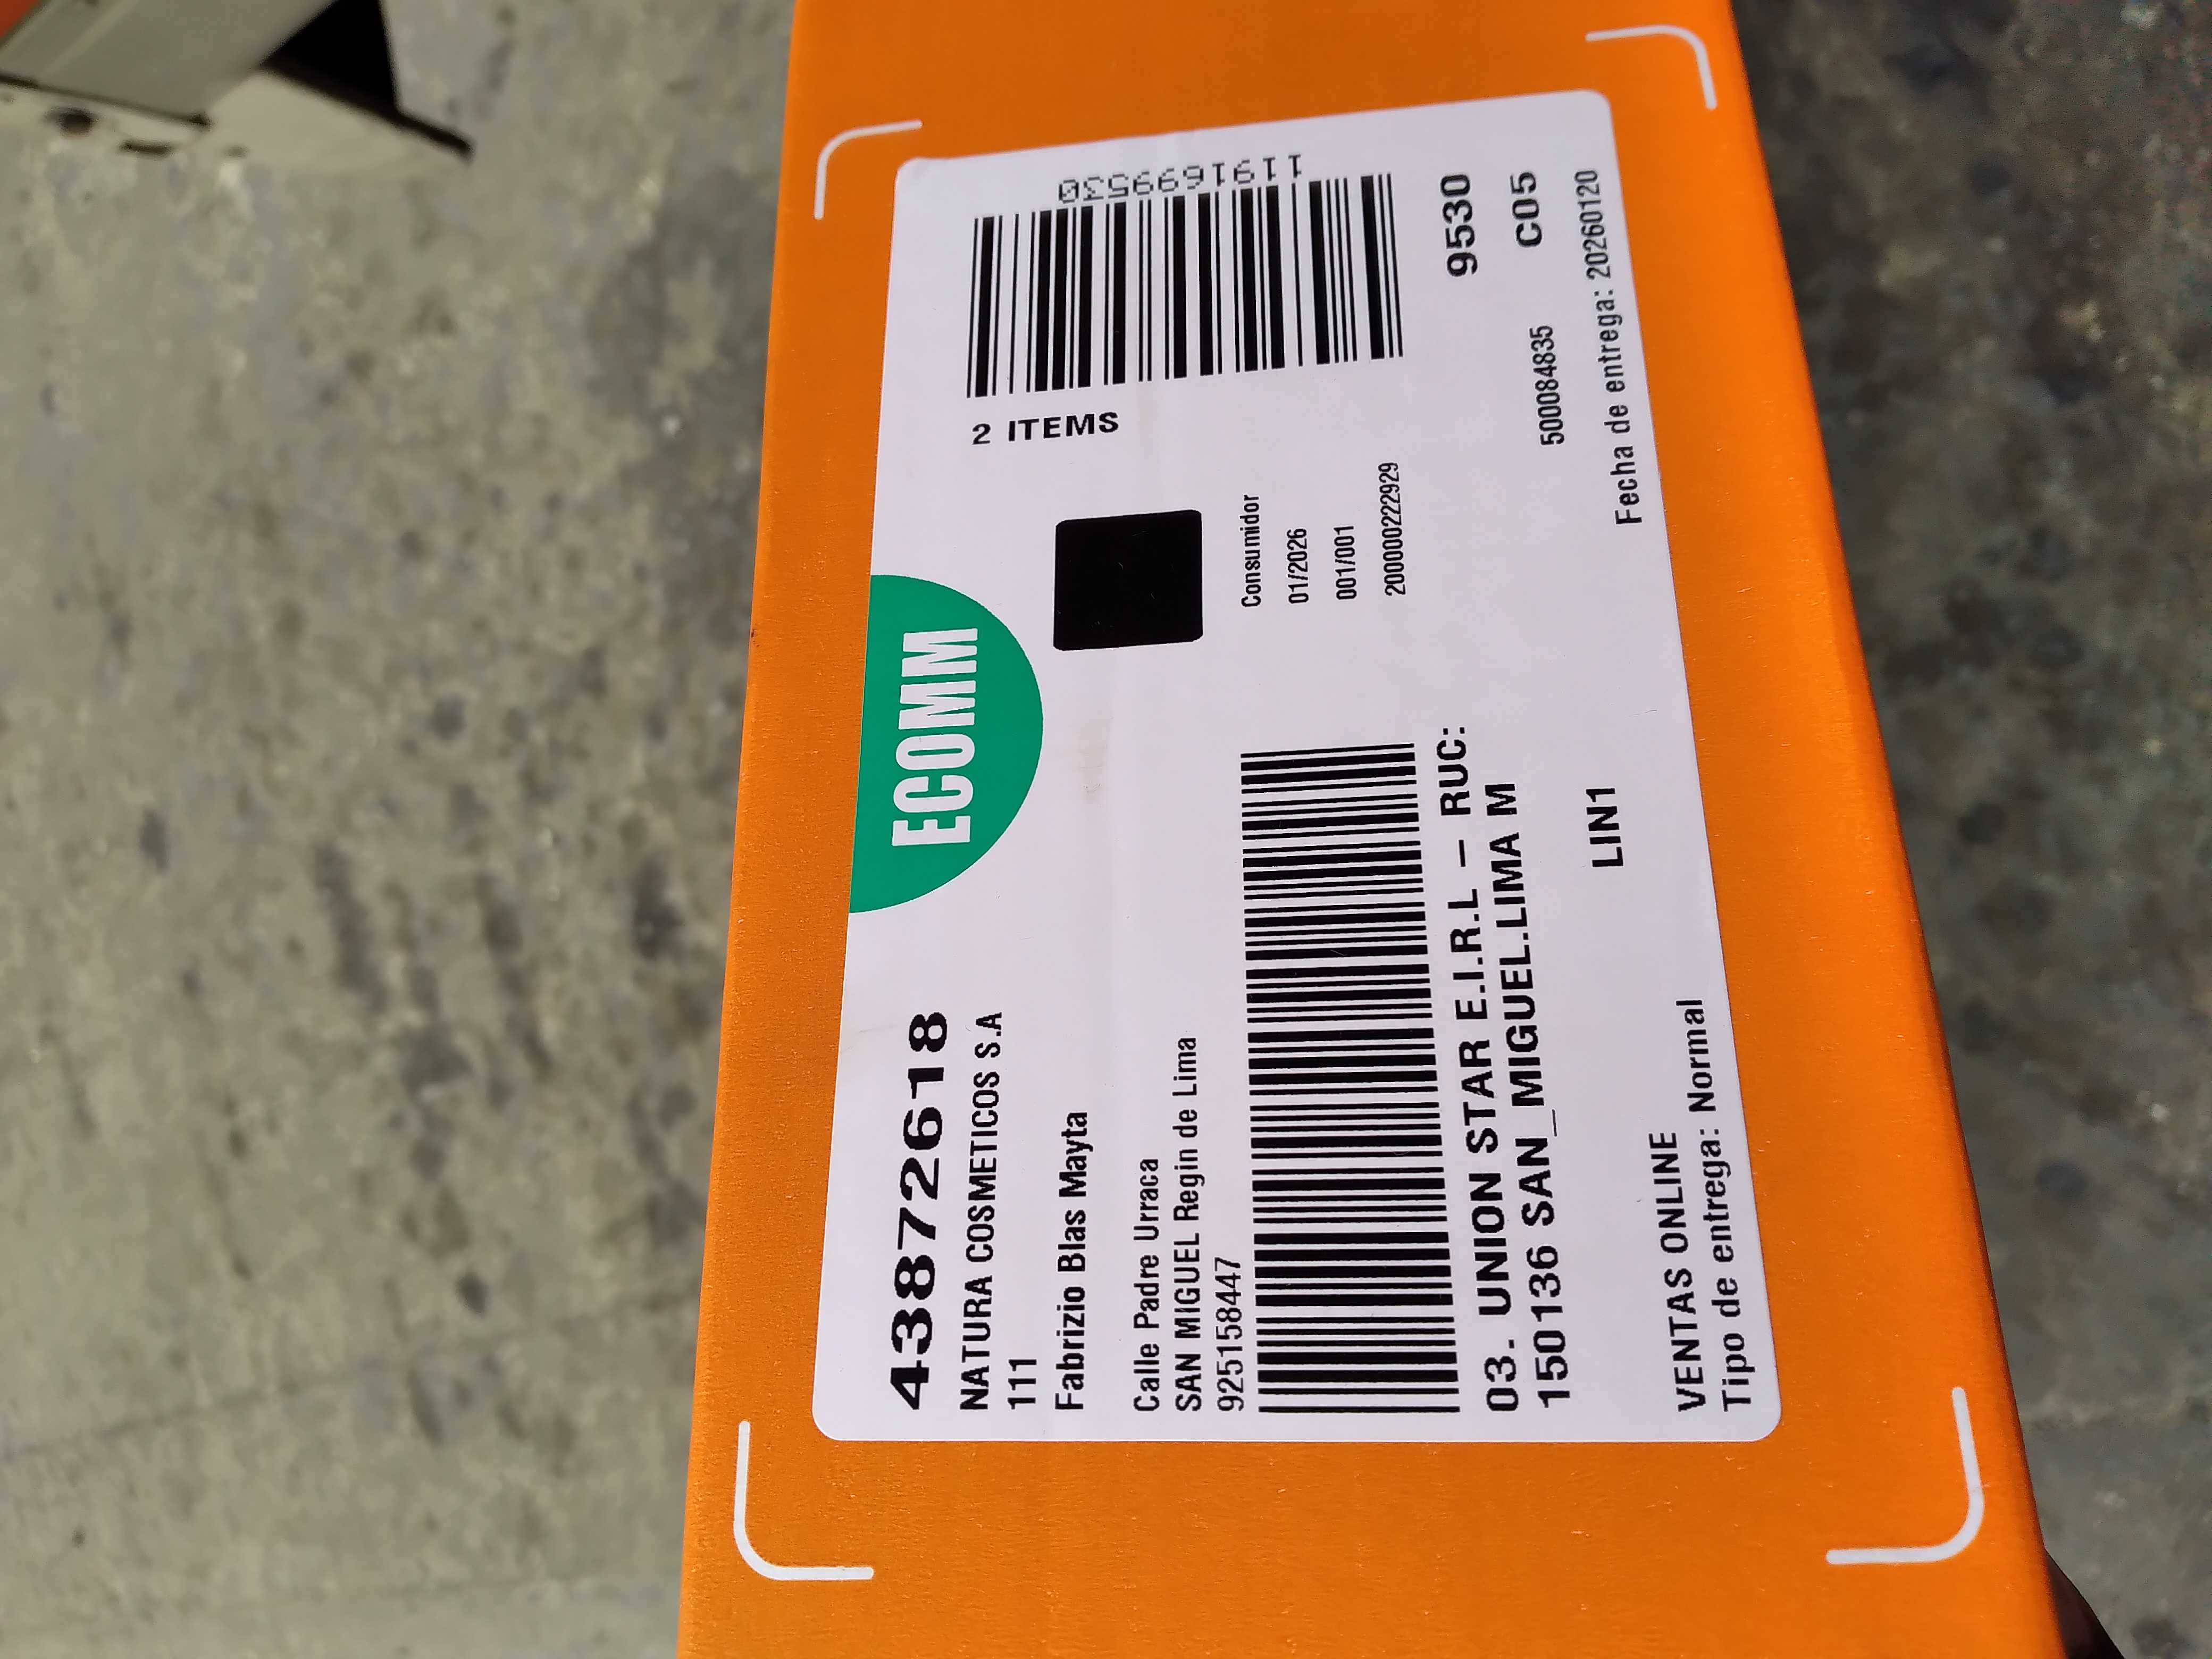 43872618
NATURA COSMETICOS S.A
111
Fabrizio Blas Mayta
ECOMM
2 ITEMS
1191699530
Calle Padre Urraca
SAN MIGUEL Regin de Lima
925158447
Consumidor
01/2026
001/001
2000002222929
9530
03. UNION STAR E.I.R.L – RUC:
150136 SAN_MIGUEL.LIMA M
C05
500084835
LIN1
Fecha de entrega: 20260120
VENTAS ONLINE
Tipo de entrega: Normal